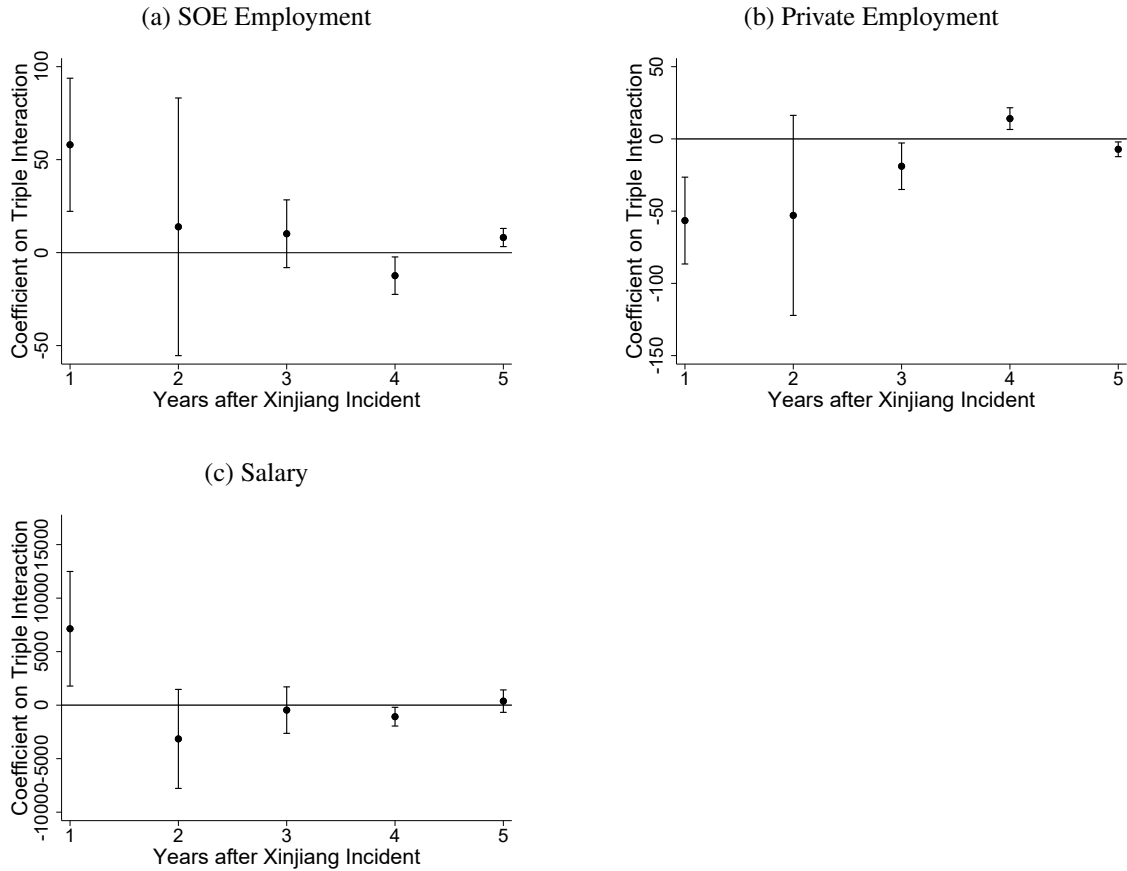 (a) SOE Employment
Coefficient on Triple Interaction
100
50
0
-50
1 2 3 4 5
Years after Xinjiang Incident
(b) Private Employment
Coefficient on Triple Interaction
50
0
-50
-100
-150
1 2 3 4 5
Years after Xinjiang Incident
(c) Salary
Coefficient on Triple Interaction
15000
10000
5000
0
-5000
-10000
1 2 3 4 5
Years after Xinjiang Incident